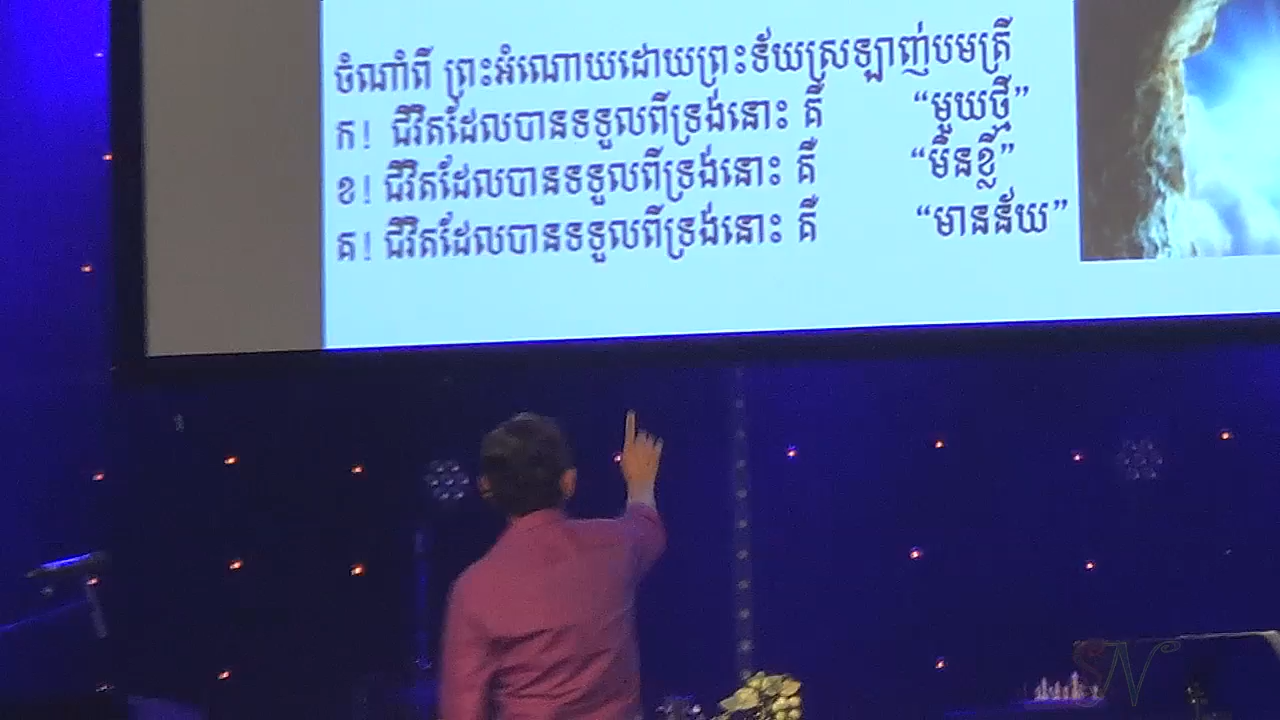 ចំណាំពី ព្រះអំណោយដោយព្រះទ័យស្រឡាញ់បមត្រី
ក! ជីវិតដែលបានទទួលពីទ្រង់នោះ គឺ “មួយថ្មី”
ខ! ជីវិតដែលបានទទួលពីទ្រង់នោះ គឺ “មិនខ្លី”
គ! ជីវិតដែលបានទទួលពីទ្រង់នោះ គឺ “មានន័យ”
SN